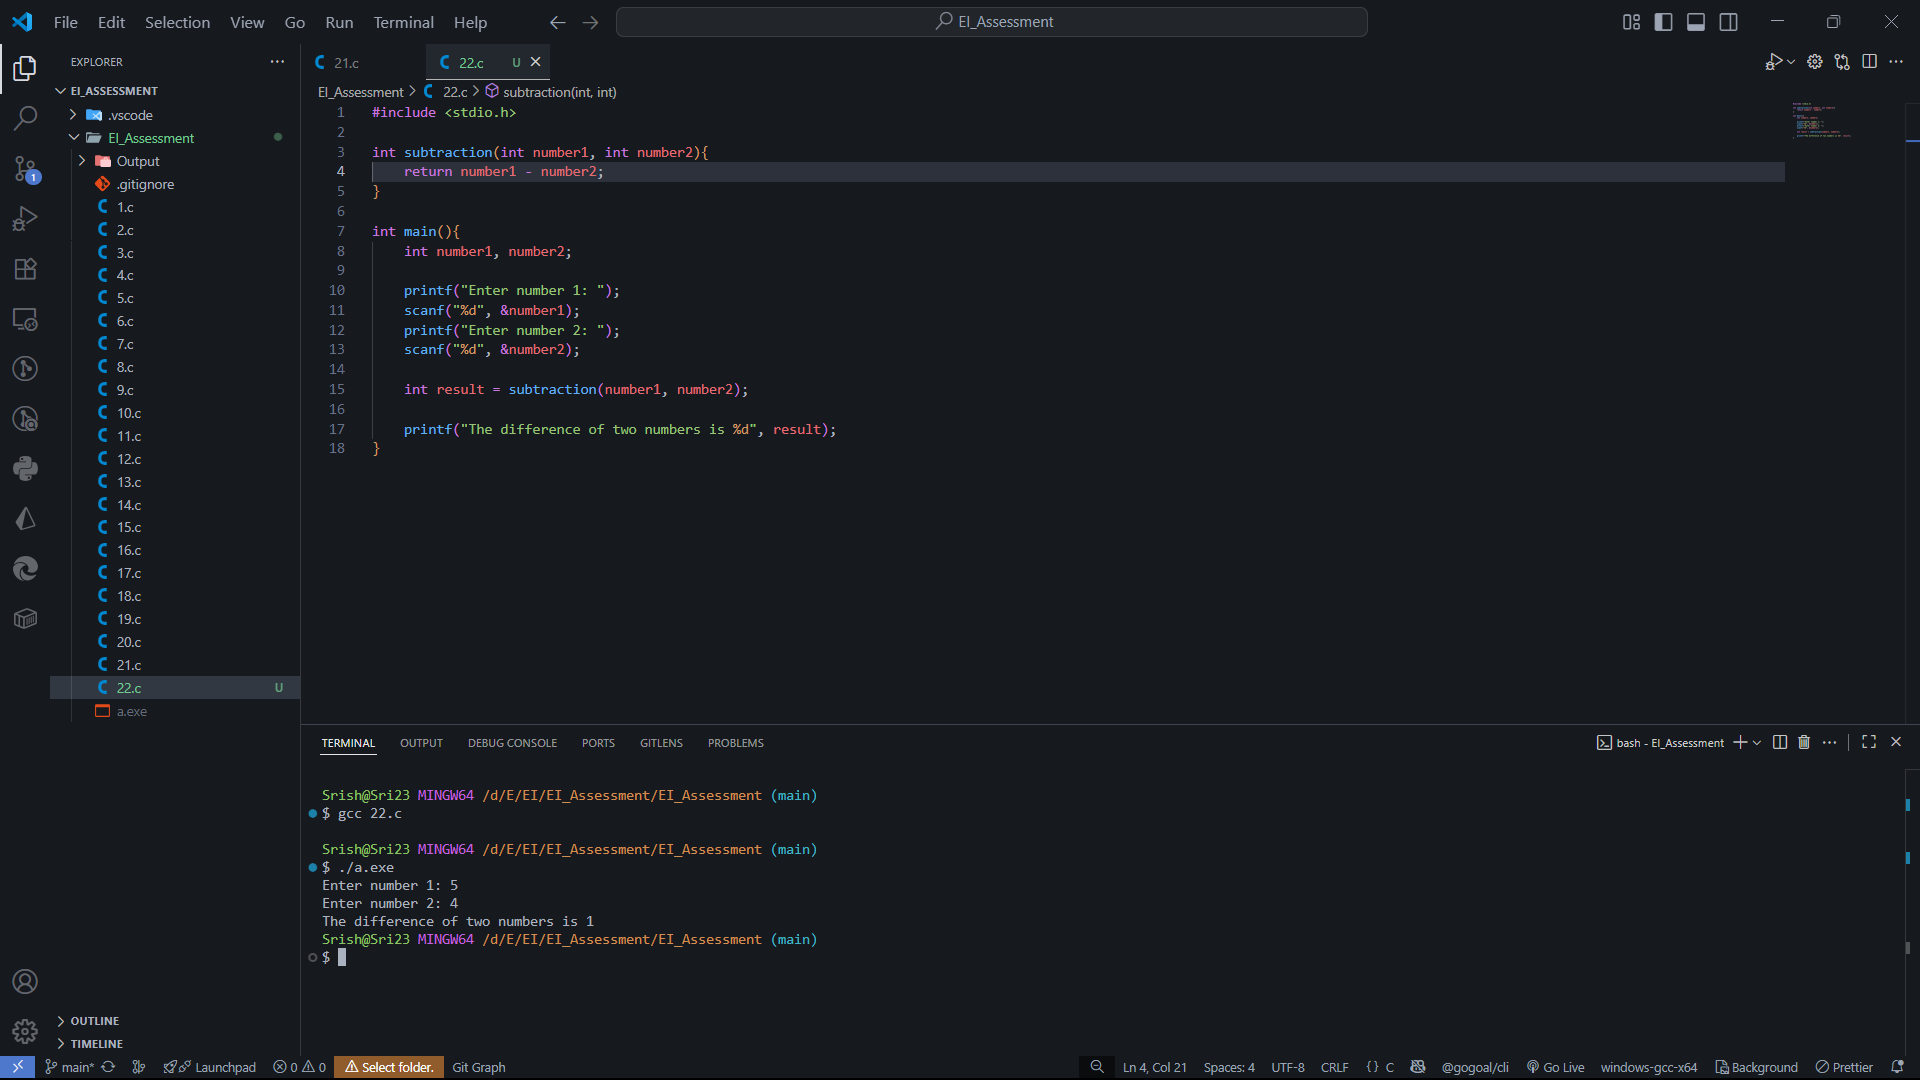 File Edit Selection View Go Run Terminal Help
EI_Assessment
EXPLORER
EI_ASSESSMENT
.vscode
EI_Assessment
Output
.gitignore
1.c
2.c
3.c
4.c
5.c
6.c
7.c
8.c
9.c
10.c
11.c
12.c
13.c
14.c
15.c
16.c
17.c
18.c
19.c
20.c
21.c
22.c U
a.exe
OUTLINE
TIMELINE
1
21.c 22.c U
EI_Assessment > 22.c > subtraction(int, int)
1 #include <stdio.h>
2
3 int subtraction(int number1, int number2){
4 return number1 - number2;
5 }
6
7 int main(){
8 int number1, number2;
9
10 printf("Enter number 1: ");
11 scanf("%d", &number1);
12 printf("Enter number 2: ");
13 scanf("%d", &number2);
14
15 int result = subtraction(number1, number2);
16
17 printf("The difference of two numbers is %d", result);
18 }
TERMINAL OUTPUT DEBUG CONSOLE PORTS GITLENS PROBLEMS
bash - EI_Assessment
Srish@Sri23 MINGW64 /d/E/EI/EI_Assessment/EI_Assessment (main)
$ gcc 22.c
Srish@Sri23 MINGW64 /d/E/EI/EI_Assessment/EI_Assessment (main)
$ ./a.exe
Enter number 1: 5
Enter number 2: 4
The difference of two numbers is 1
Srish@Sri23 MINGW64 /d/E/EI/EI_Assessment/EI_Assessment (main)
$
main* Launchpad 0 0 Select folder. Git Graph Ln 4, Col 21 Spaces: 4 UTF-8 CRLF {} C @gogoal/cli Go Live windows-gcc-x64 Background Prettier